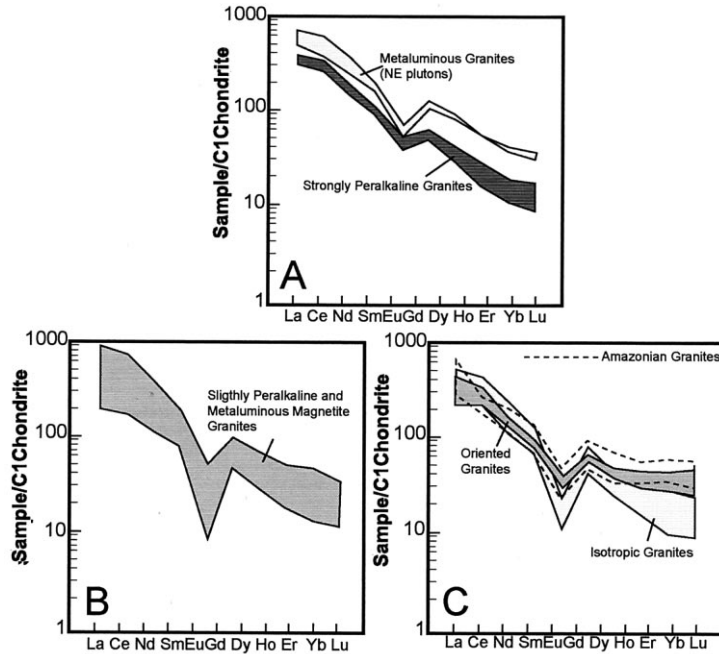 1000
Metaluminous Granites
(NE plutons)
Sample/C1Chondrite
100
Strongly Peralkaline Granites
10
A
1
La Ce Nd SmEuGd Dy Ho Er Yb Lu
1000
Sligthly Peralkaline and
Metaluminous Magnetite
Granites
Sample/C1Chondrite
100
10
B
1
La Ce Nd SmEuGd Dy Ho Er Yb Lu
1000
Amazonian Granites
Sample/C1Chondrite
100
Oriented
Granites
10
Isotropic Granites
C
1
La Ce Nd SmEuGd Dy Ho Er Yb Lu